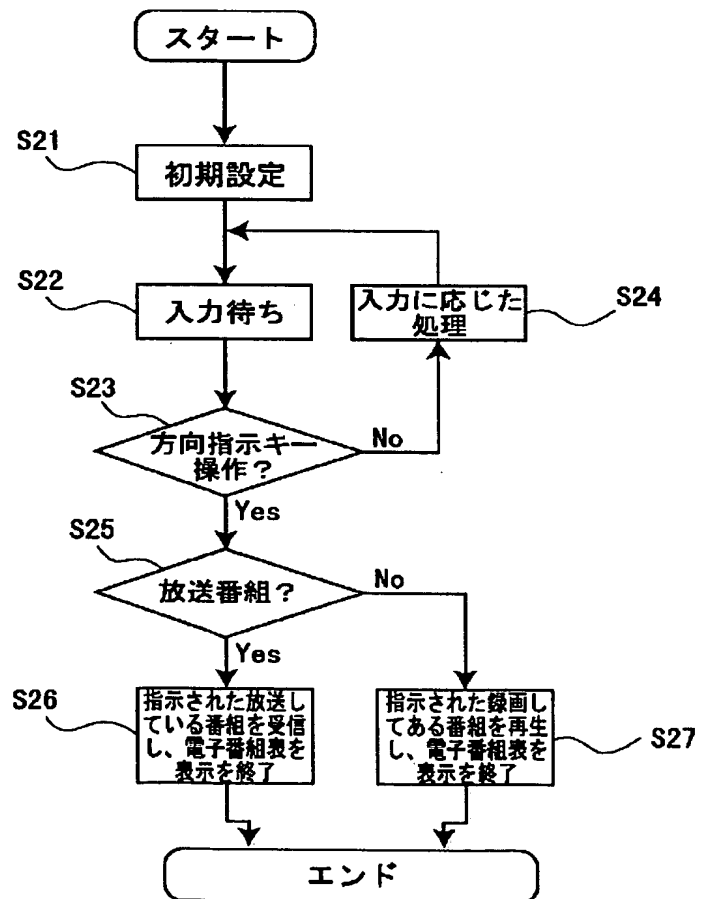 スタート
S21
初期設定
S22
入力待ち
入力に応じた
処理
S24
S23
方向指示キー
操作？
No
Yes
S25
放送番組？
No
Yes
S26
指示された放送し
ている番組を受信
し、電子番組表を
表示を終了
指示された録画し
てある番組を再生
し、電子番組表を
表示を終了
S27
エンド